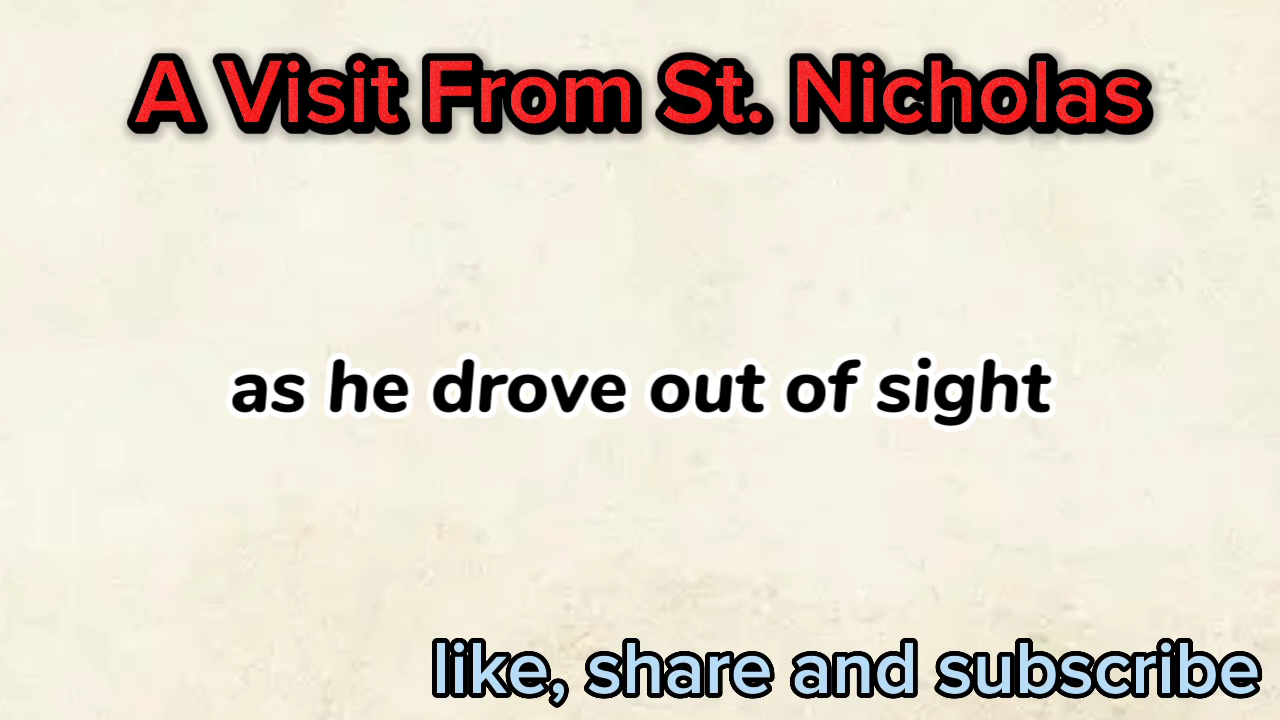 A Visit From St. Nicholas
as he drove out of sight
like, share and subscribe